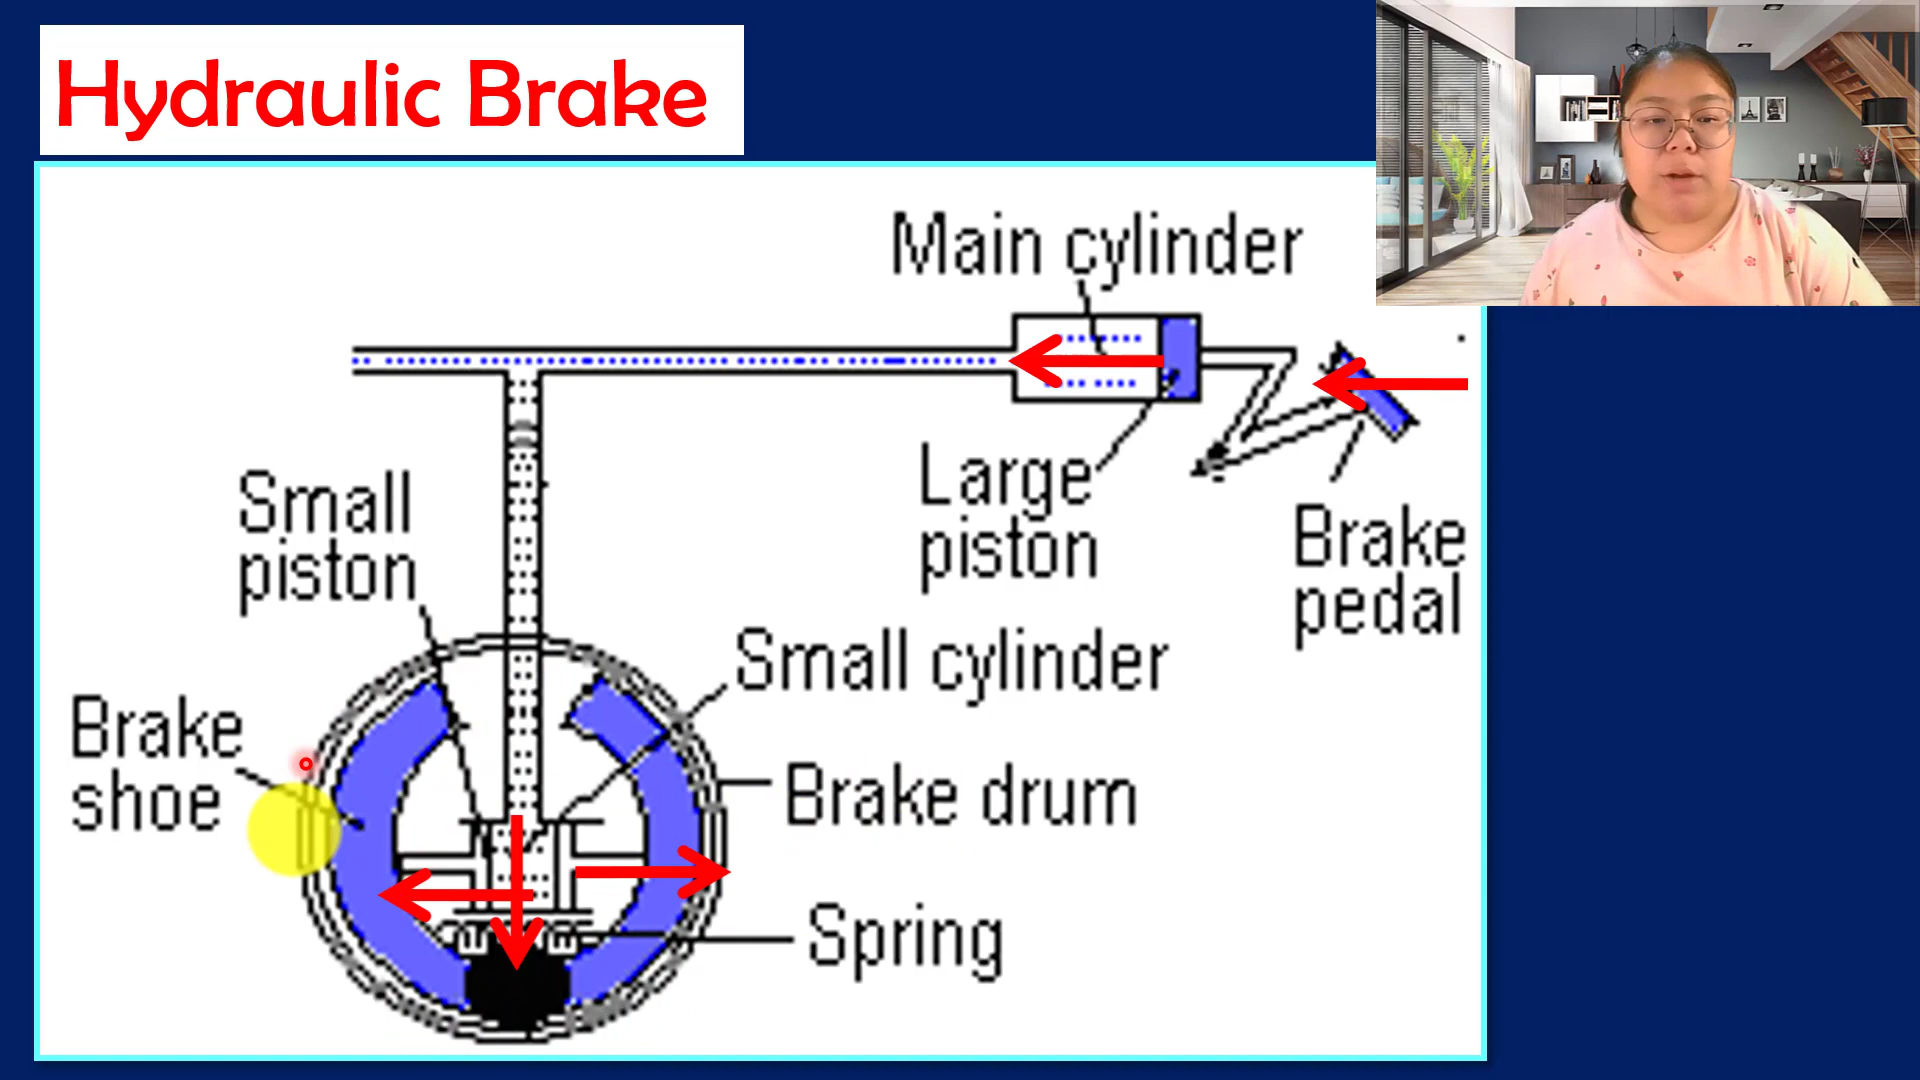 Hydraulic Brake
Main cylinder
Large
piston
Brake
pedal
Small
piston
Small cylinder
Brake
shoe
Brake drum
Spring